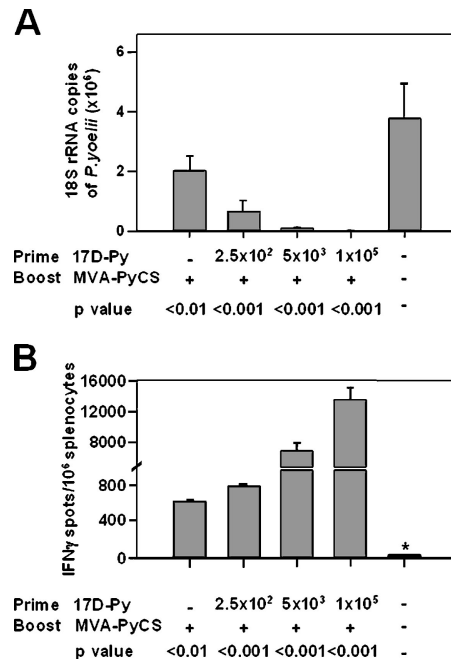 A
18S rRNA copies
of P.yoelii (x10⁶)
6
4
2
0
Prime 17D-Py - 2.5x10² 5x10³ 1x10⁵ -
Boost MVA-PyCS + + + + -
p value <0.01 <0.001 <0.001 <0.001 -
B
IFNγ spots/10⁶ splenocytes
16000
12000
8000
800
400
0
*
Prime 17D-Py - 2.5x10² 5x10³ 1x10⁵ -
Boost MVA-PyCS + + + + -
p value <0.01 <0.001 <0.001 <0.001 -